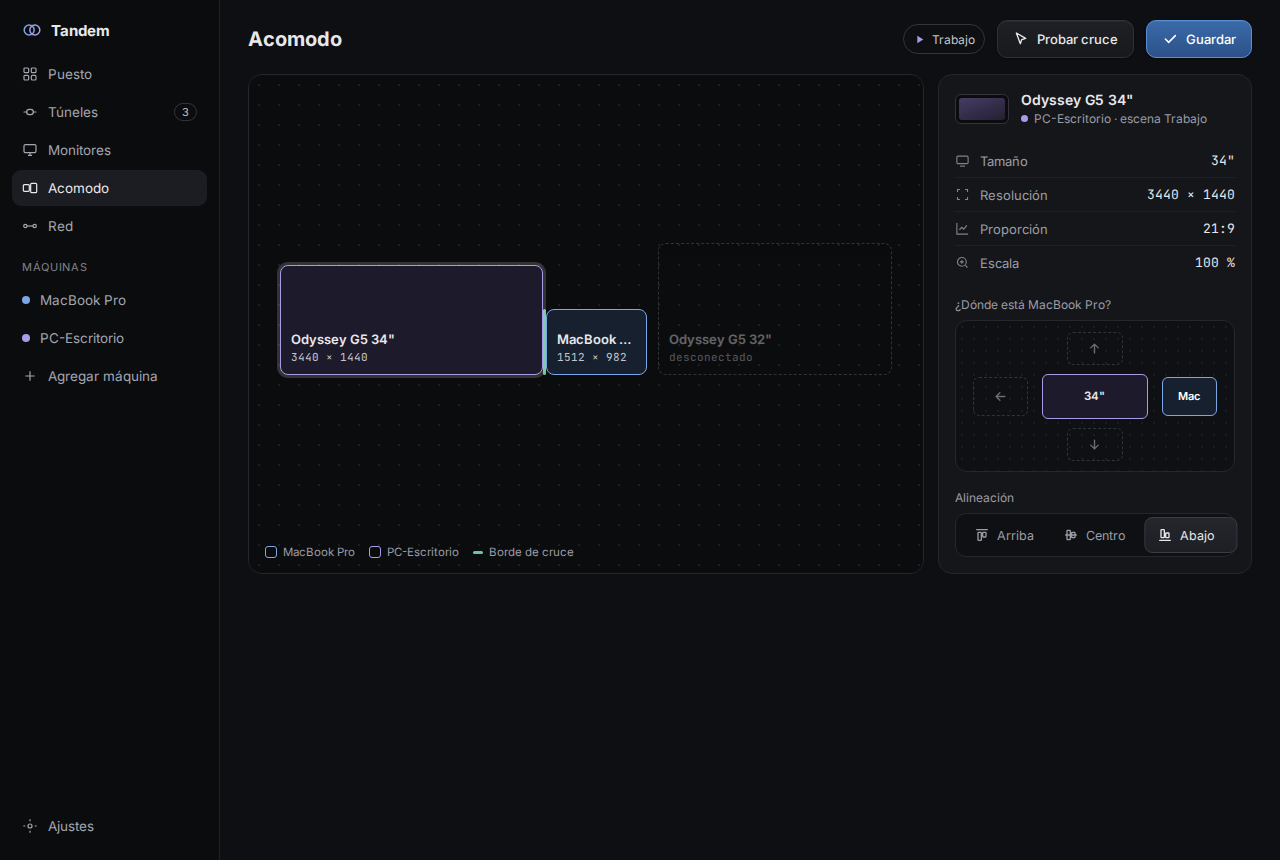 Tandem
Puesto
Túneles
3
Monitores
Acomodo
Red
MÁQUINAS
MacBook Pro
PC-Escritorio
Agregar máquina
Ajustes
Acomodo
Trabajo
Probar cruce
Guardar
Odyssey G5 34"
3440 × 1440
MacBook ...
1512 × 982
Odyssey G5 32"
desconectado
MacBook Pro
PC-Escritorio
Borde de cruce
Odyssey G5 34"
PC-Escritorio · escena Trabajo
Tamaño
34"
Resolución
3440 × 1440
Proporción
21:9
Escala
100 %
¿Dónde está MacBook Pro?
34"
Mac
Alineación
Arriba
Centro
Abajo